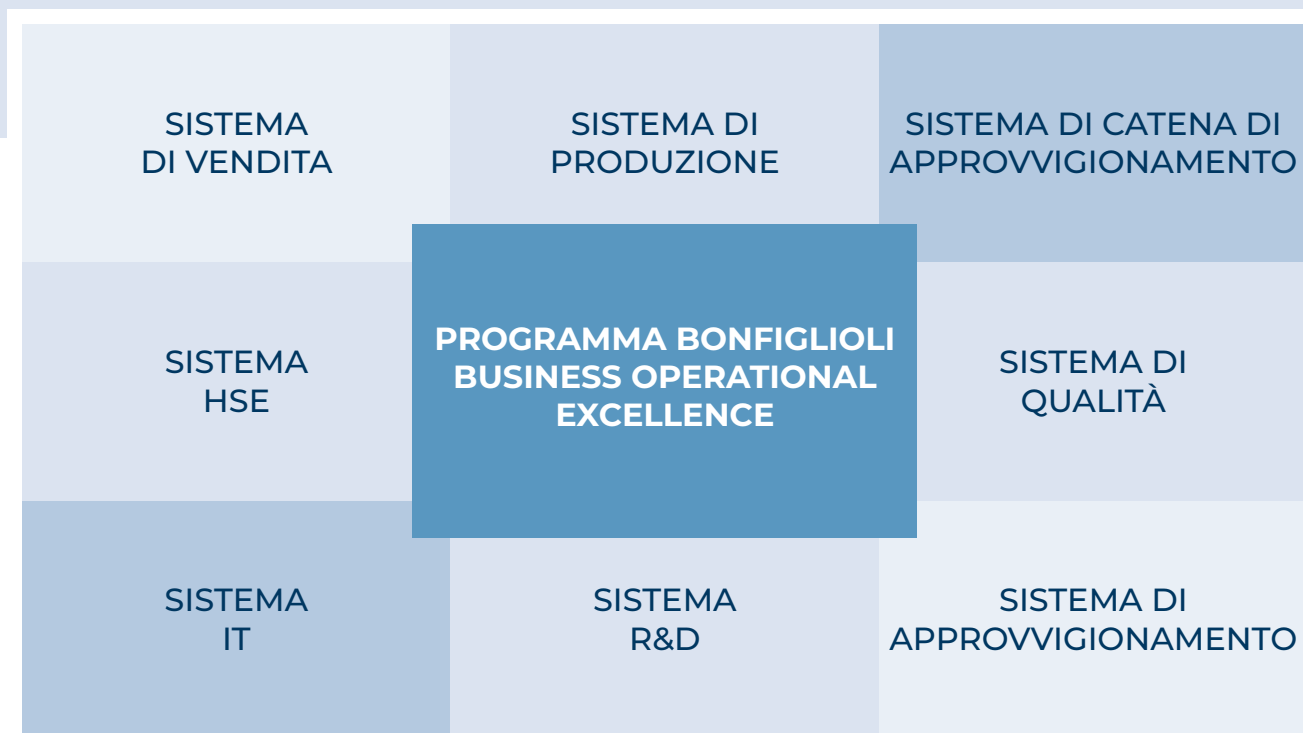 SISTEMA
DI VENDITA
SISTEMA DI
PRODUZIONE
SISTEMA DI CATENA DI
APPROVVIGIONAMENTO
SISTEMA
HSE
PROGRAMMA BONFIGLIOLI
BUSINESS OPERATIONAL
EXCELLENCE
SISTEMA DI
QUALITÀ
SISTEMA
IT
SISTEMA
R&D
SISTEMA DI
APPROVVIGIONAMENTO